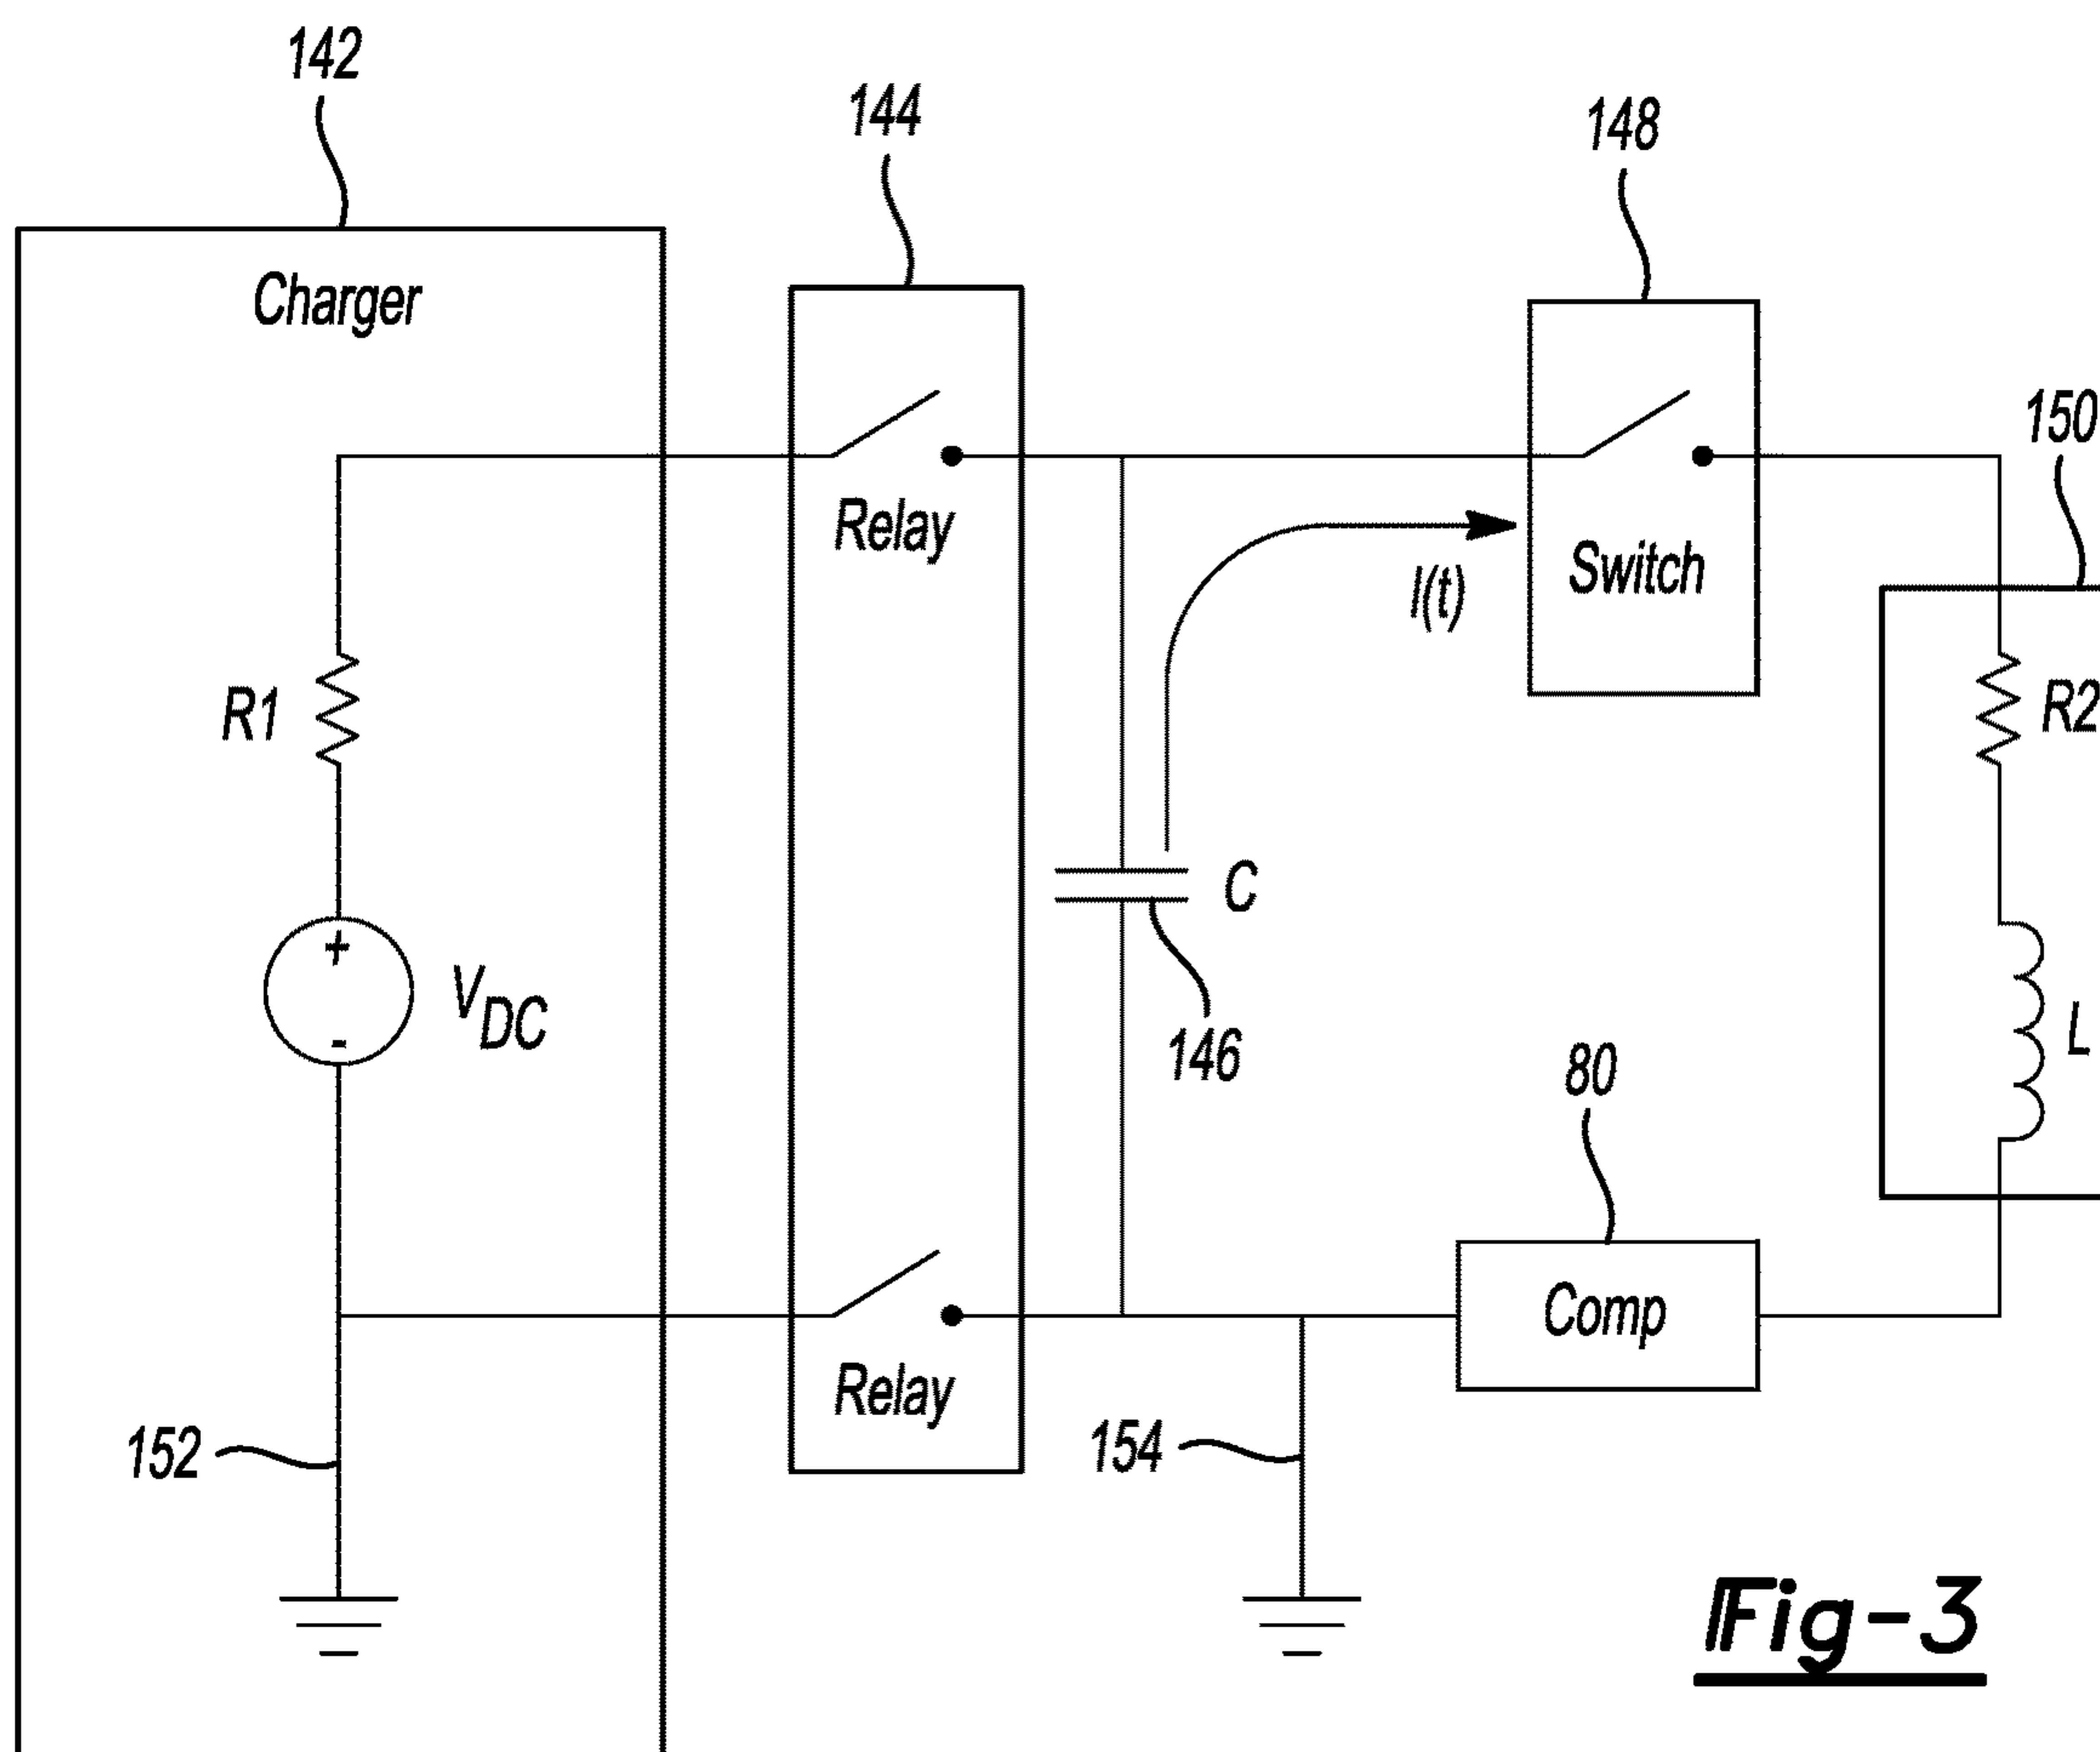 142
144
148
150
Charger
Relay
Switch
I(t)
R1
R2
C
+
-
VDC
146
L
80
Comp
Relay
152
154
Fig-3